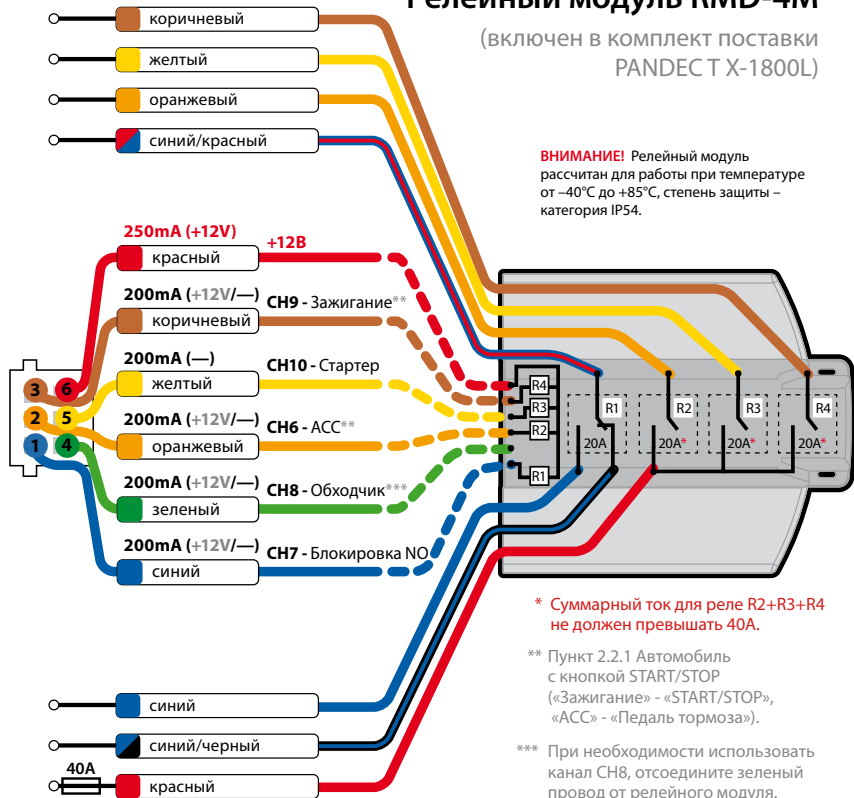 Релейный модуль RMD-4M
(включен в комплект поставки
PANDECT X-1800L)
коричневый
желтый
оранжевый
синий/красный
ВНИМАНИЕ! Релейный модуль
рассчитан для работы при температуре
от –40°C до +85°C, степень защиты –
категория IP54.
250mA (+12V)
+12В
красный
200mA (+12V/—)
CH9 - Зажигание**
коричневый
200mA (—)
CH10 - Стартер
желтый
200mA (+12V/—)
CH6 - ACC**
оранжевый
200mA (+12V/—)
CH8 - Обходчик***
зеленый
200mA (+12V/—)
CH7 - Блокировка NO
синий
3 6
2 5
1 4
R4
R3
R2
R1
R1 R2 R3 R4
20A 20A* 20A* 20A*
* Суммарный ток для реле R2+R3+R4
не должен превышать 40А.
** Пункт 2.2.1 Автомобиль
с кнопкой START/STOP
(«Зажигание» - «START/STOP»,
«ACC» - «Педаль тормоза»).
*** При необходимости использовать
канал CH8, отсоедините зеленый
провод от релейного модуля.
синий
синий/черный
40A
красный